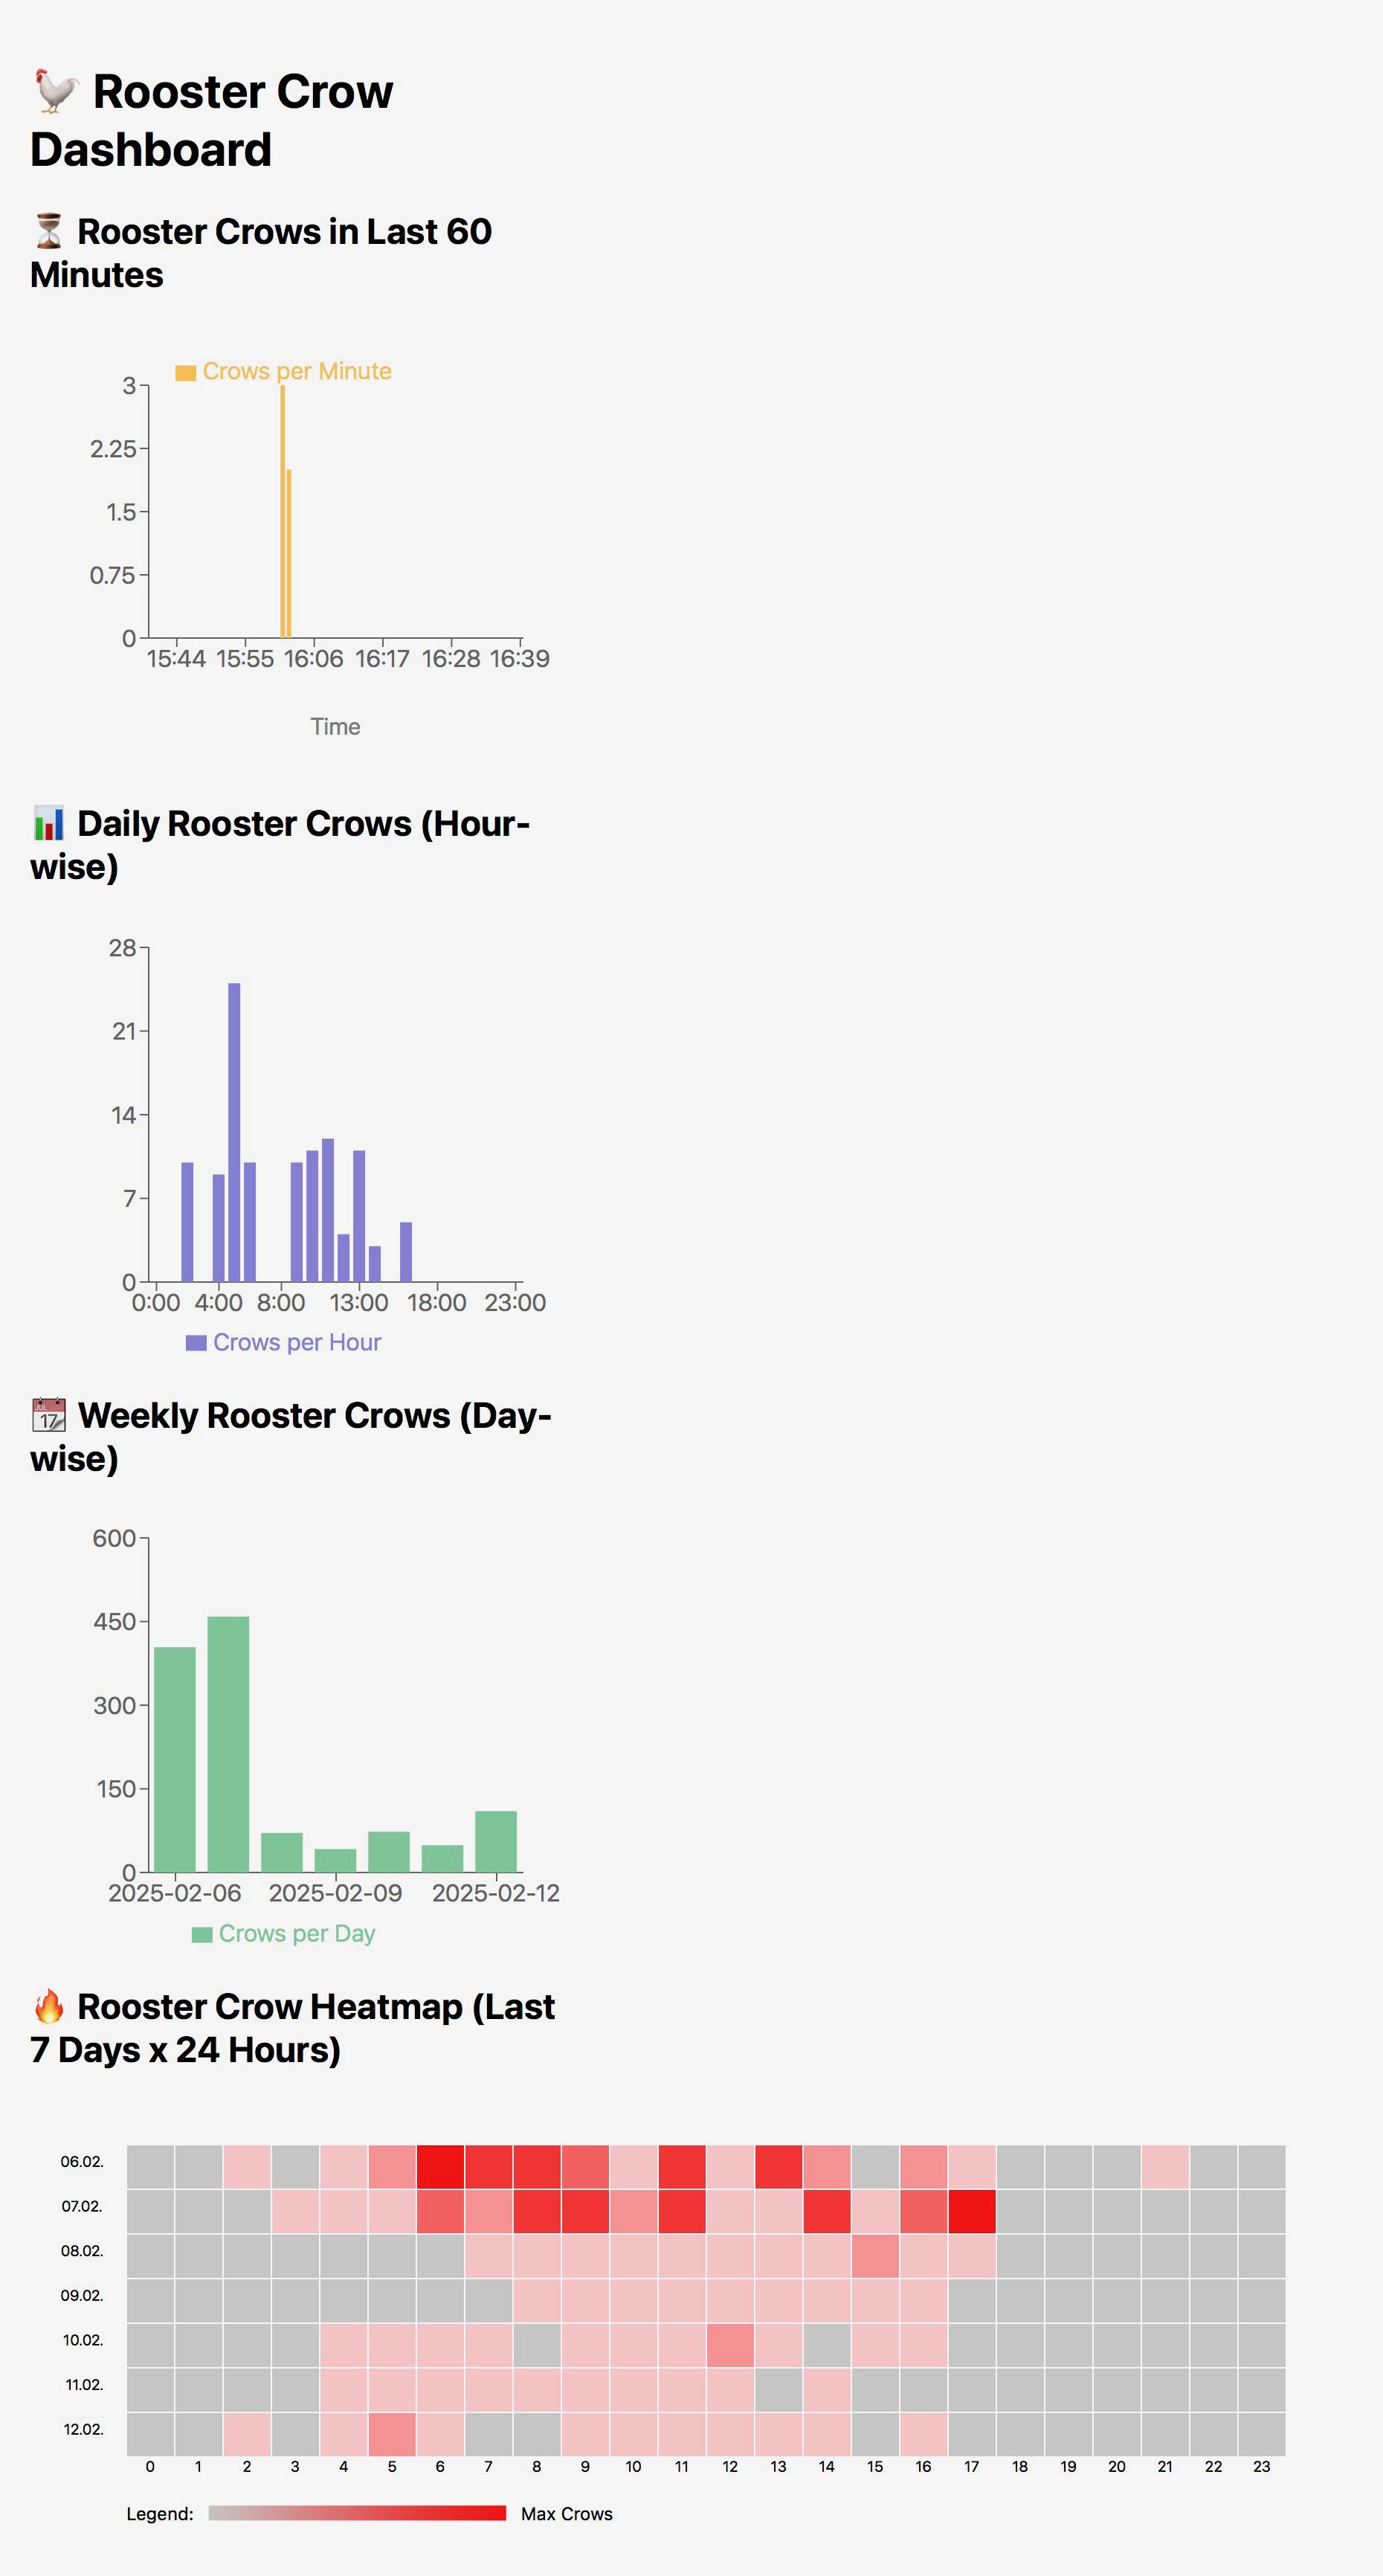 🐓 Rooster Crow
Dashboard
⏳ Rooster Crows in Last 60
Minutes
Crows per Minute
3
2.25
1.5
0.75
0
15:44 15:55 16:06 16:17 16:28 16:39
Time
📊 Daily Rooster Crows (Hour-
wise)
28
21
14
7
0
0:00 4:00 8:00 13:00 18:00 23:00
Crows per Hour
📆 Weekly Rooster Crows (Day-
wise)
600
450
300
150
0
2025-02-06 2025-02-09 2025-02-12
Crows per Day
🔥 Rooster Crow Heatmap (Last
7 Days x 24 Hours)
06.02.
07.02.
08.02.
09.02.
10.02.
11.02.
12.02.
0 1 2 3 4 5 6 7 8 9 10 11 12 13 14 15 16 17 18 19 20 21 22 23
Legend: Max Crows